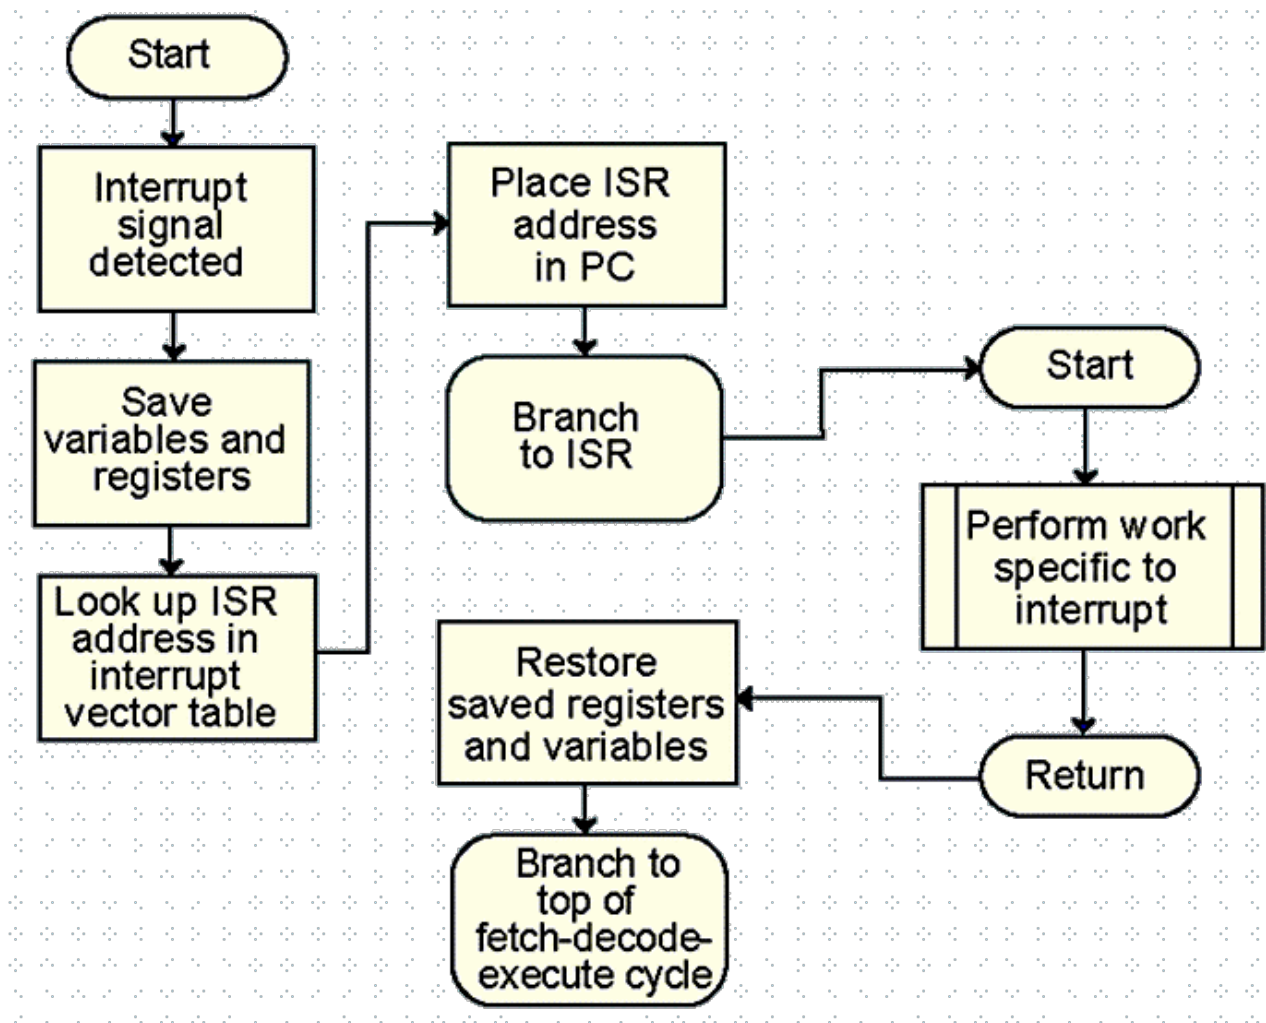 Start
Interrupt
signal
detected
Save
variables and
registers
Look up ISR
address in
interrupt
vector table
Place ISR
address
in PC
Branch
to ISR
Start
Perform work
specific to
interrupt
Return
Restore
saved registers
and variables
Branch to
top of
fetch-decode-
execute cycle